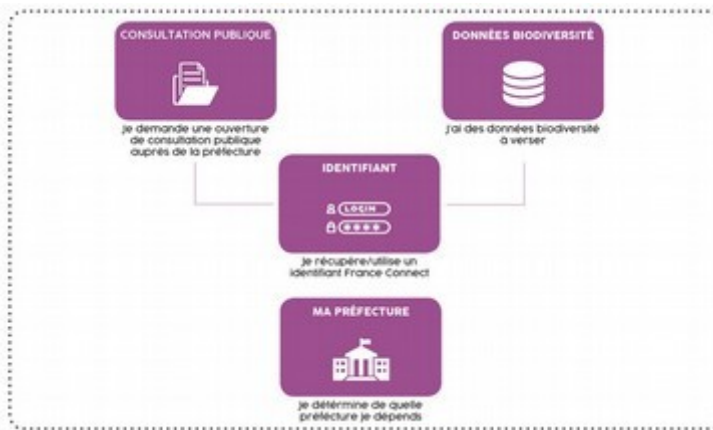 CONSULTATION PUBLIQUE
je demande une ouverture
de consultation publique
auprès de la préfecture
DONNÉES BIODIVERSITÉ
j'ai des données biodiversité
à verser
IDENTIFIANT
LOGIN
je récupère/utilise un
identifiant France Connect
MA PRÉFECTURE
je détermine de quelle
préfecture je dépends